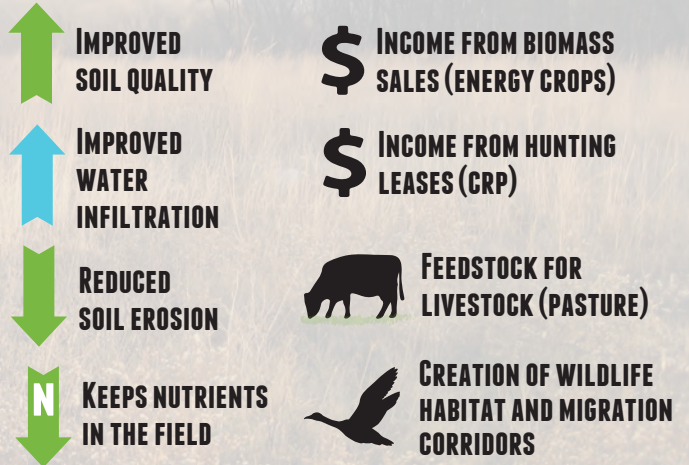 IMPROVED
SOIL QUALITY
IMPROVED
WATER
INFILTRATION
REDUCED
SOIL EROSION
N
KEEPS NUTRIENTS
IN THE FIELD
$
INCOME FROM BIOMASS
SALES (ENERGY CROPS)
$
INCOME FROM HUNTING
LEASES (CRP)
FEEDSTOCK FOR
LIVESTOCK (PASTURE)
CREATION OF WILDLIFE
HABITAT AND MIGRATION
CORRIDORS